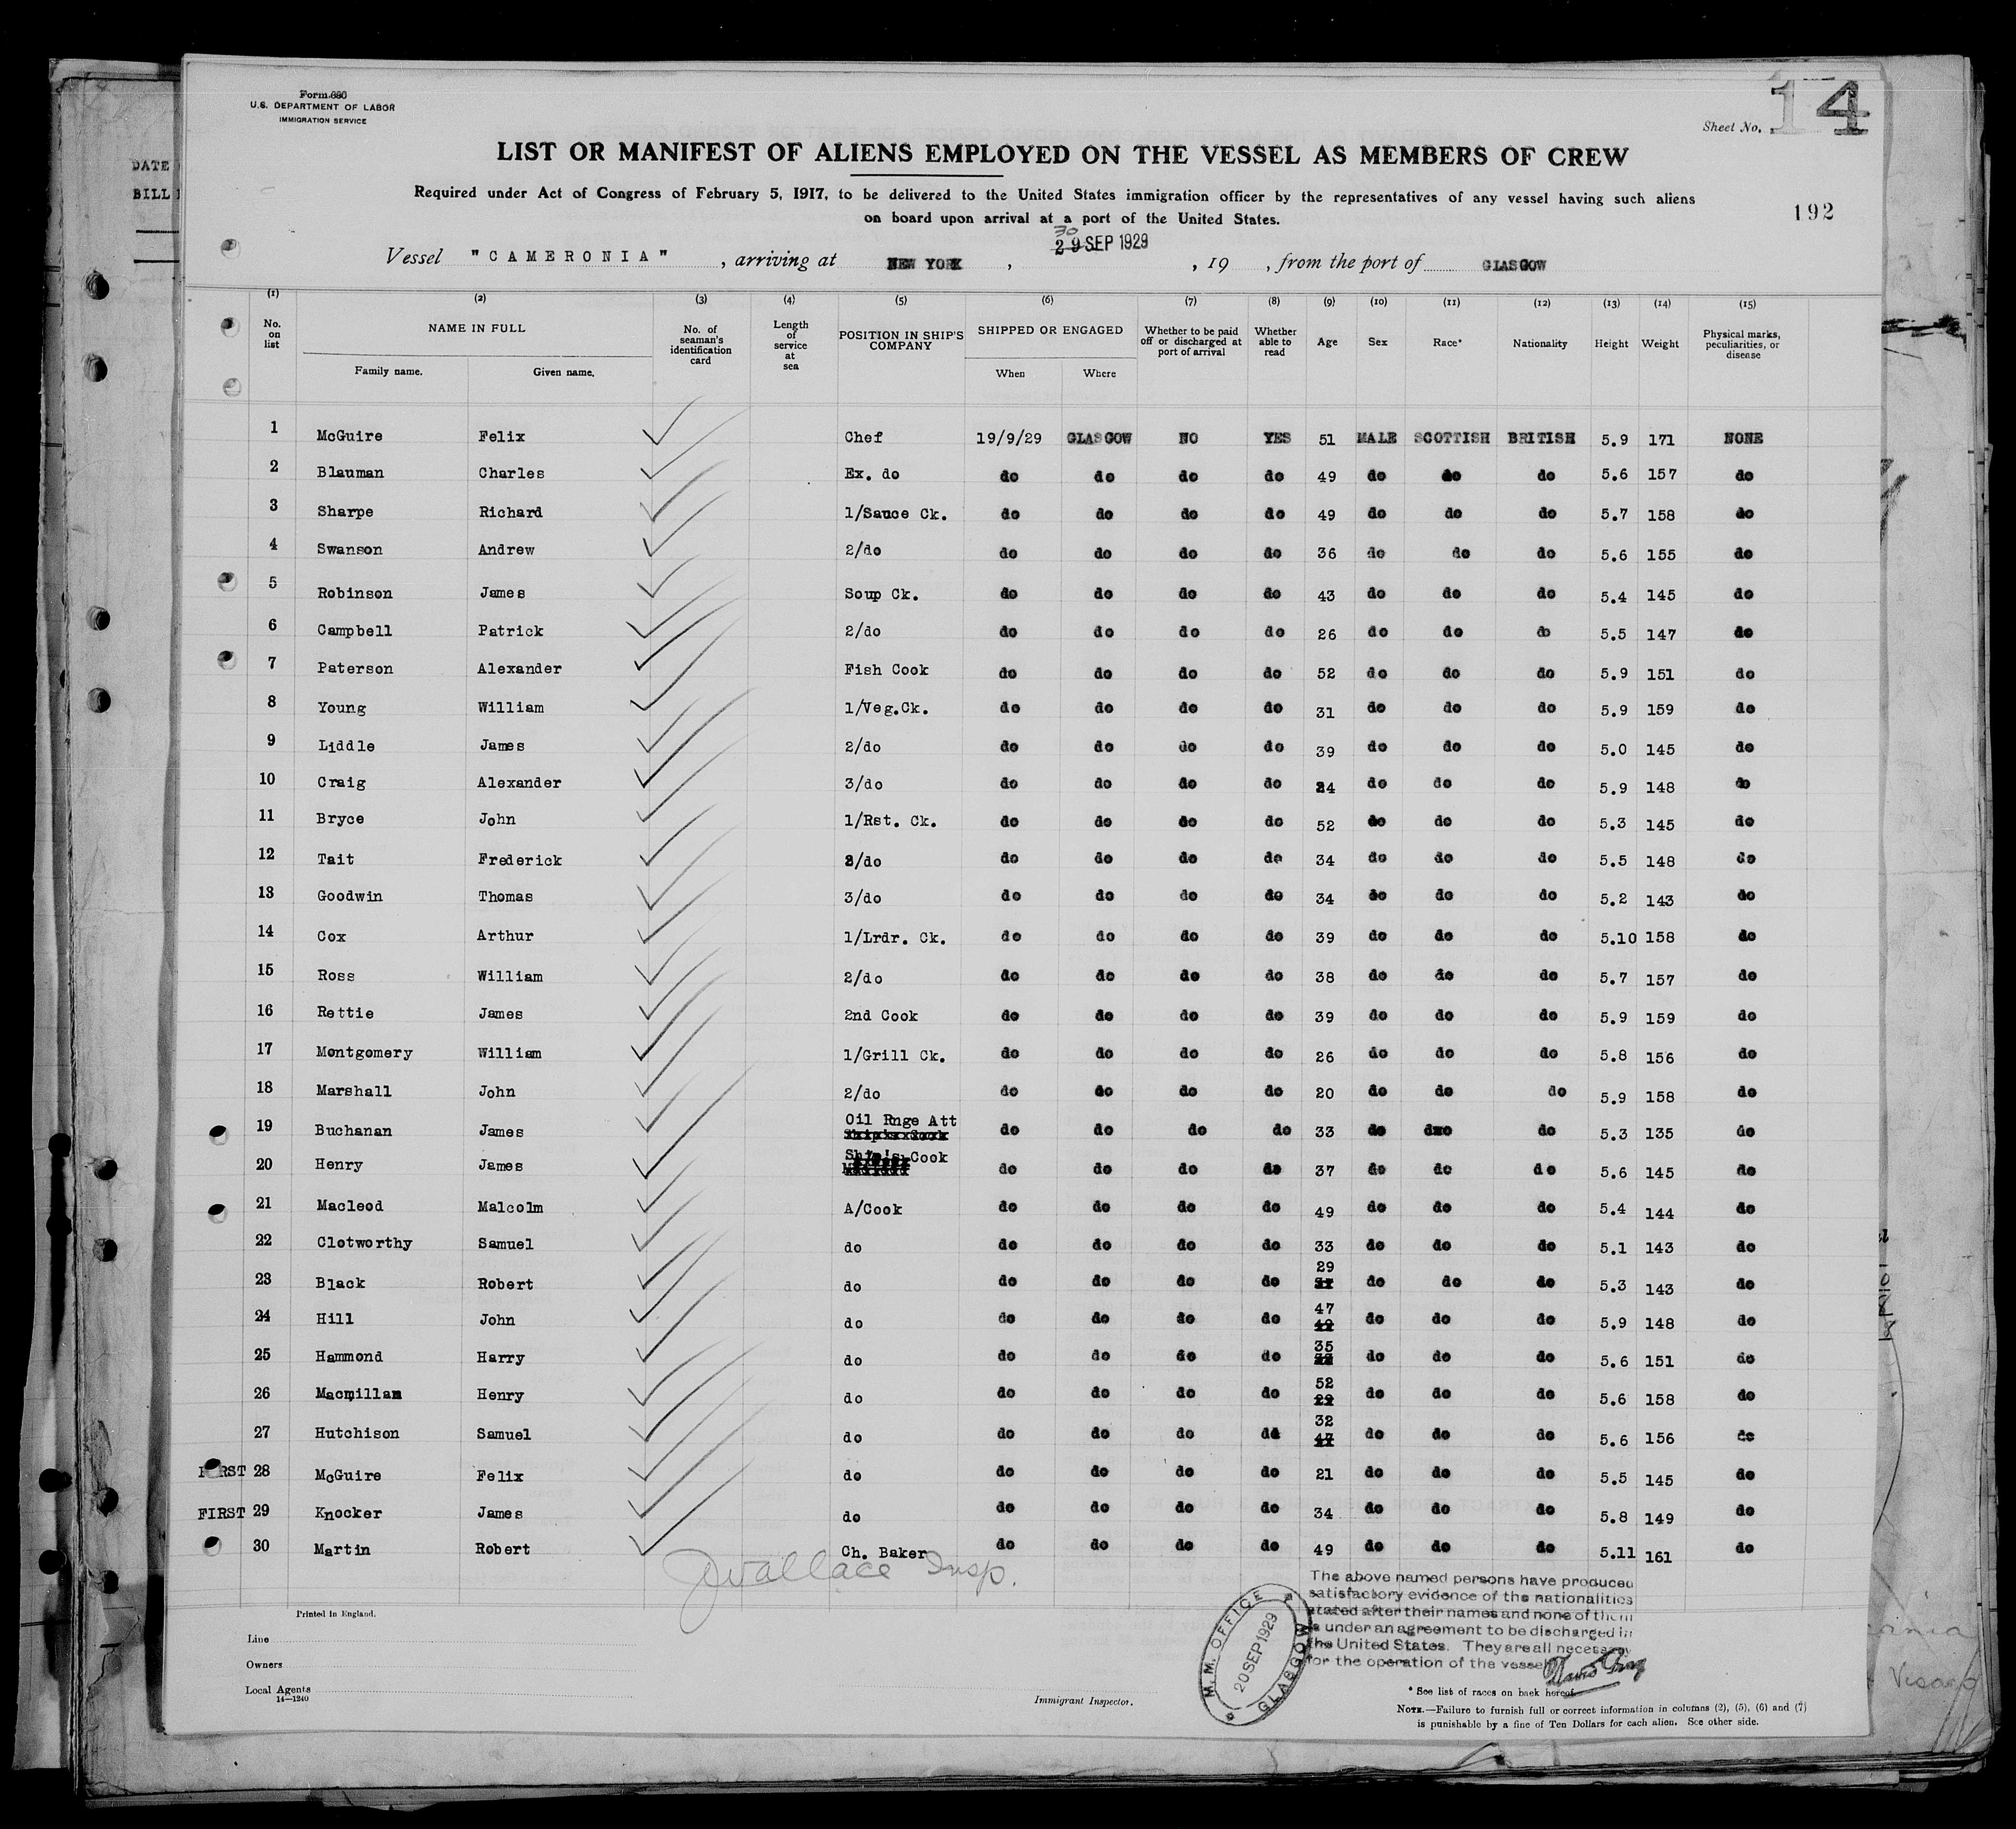 Form 680
U.S. DEPARTMENT OF LABOR
IMMIGRATION SERVICE
Sheet No. 14
DATE
BILL
LIST OR MANIFEST OF ALIENS EMPLOYED ON THE VESSEL AS MEMBERS OF CREW
Required under Act of Congress of February 5, 1917, to be delivered to the United States immigration officer by the representatives of any vessel having such aliens
on board upon arrival at a port of the United States.
192
30
Vessel "CAMERONIA", arriving at NEW YORK, 29 SEP 1929, 19 , from the port of GLASGOW
(1) (2) (3) (4) (5) (6) (7) (8) (9) (10) (11) (12) (13) (14) (15)
No. on list NAME IN FULL Family name. Given name. No. of seaman's identification card Length of service at sea POSITION IN SHIP'S COMPANY SHIPPED OR ENGAGED When Where Whether to be paid off or discharged at port of arrival Whether able to read Age Sex Race* Nationality Height Weight Physical marks, peculiarities, or disease
1 McGuire Felix Chef 19/9/29 GLASGOW NO YES 51 MALE SCOTTISH BRITISH 5.9 171 NONE
2 Blauman Charles Ex. do do do do do 49 do do do 5.6 157 do
3 Sharpe Richard 1/Sauce Ck. do do do do 49 do do do 5.7 158 do
4 Swanson Andrew 2/do do do do do 36 do do do 5.6 155 do
5 Robinson James Soup Ck. do do do do 43 do do do 5.4 145 do
6 Campbell Patrick 2/do do do do do 26 do do do 5.5 147 do
7 Paterson Alexander Fish Cook do do do do 52 do do do 5.9 151 do
8 Young William 1/Veg.Ck. do do do do 31 do do do 5.9 159 do
9 Liddle James 2/do do do do do 39 do do do 5.0 145 do
10 Craig Alexander 3/do do do do do 24 do do do 5.9 148 do
11 Bryce John 1/Rst. Ck. do do do do 52 do do do 5.3 145 do
12 Tait Frederick 2/do do do do do 34 do do do 5.5 148 do
13 Goodwin Thomas 3/do do do do do 34 do do do 5.2 143 do
14 Cox Arthur 1/Lrdr. Ck. do do do do 39 do do do 5.10 158 do
15 Ross William 2/do do do do do 38 do do do 5.7 157 do
16 Rettie James 2nd Cook do do do do 39 do do do 5.9 159 do
17 Montgomery William 1/Grill Ck. do do do do 26 do do do 5.8 156 do
18 Marshall John 2/do do do do do 20 do do do 5.9 158 do
19 Buchanan James Oil Rnge Att do do do do 33 do do do 5.3 135 do
20 Henry James Ship's Cook do do do do 37 do do do 5.6 145 do
21 Macleod Malcolm A/Cook do do do do 49 do do do 5.4 144 do
22 Clotworthy Samuel do do do do do 33 do do do 5.1 143 do
23 Black Robert do do do do do 29 do do do 5.3 143 do
24 Hill John do do do do do 47 do do do 5.9 148 do
25 Hammond Harry do do do do do 35 do do do 5.6 151 do
26 Macmillan Henry do do do do do 52 do do do 5.6 158 do
27 Hutchison Samuel do do do do do 32 do do do 5.6 156 do
FIRST 28 McGuire Felix do do do do do 21 do do do 5.5 145 do
FIRST 29 Knocker James do do do do do 34 do do do 5.8 149 do
30 Martin Robert Ch. Baker do do do do 49 do do do 5.11 161 do
JWallace Insp.
The above named persons have produced
satisfactory evidence of the nationalities
stated after their names and none of them
is under an agreement to be discharged in
the United States. They are all necessary
for the operation of the vessel
M.M. OFFICE
20 SEP 1929
GLASGOW
Printed in England.
Line
Owners
Local Agents
14—1240
Immigrant Inspector.
* See list of races on back hereof.
NOTE.—Failure to furnish full or correct information in columns (2), (5), (6) and (7)
is punishable by a fine of Ten Dollars for each alien. See other side.